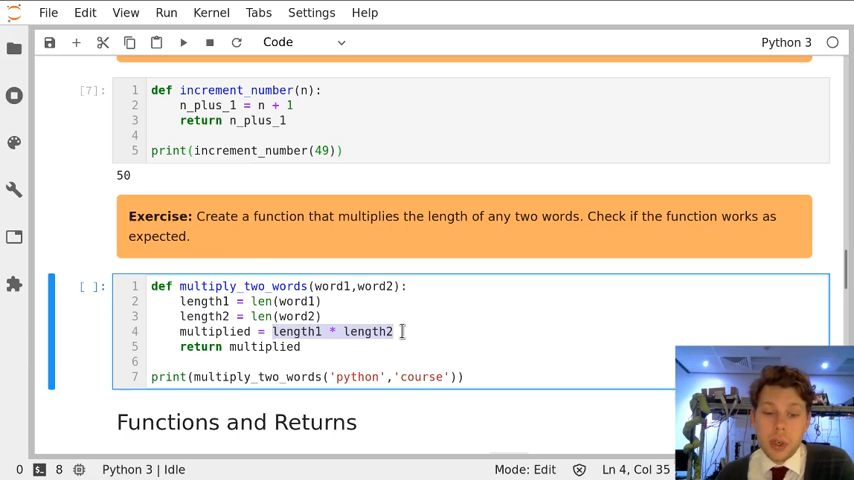 File Edit View Run Kernel Tabs Settings Help
Code Python 3
[7]: 1 def increment_number(n):
2 n_plus_1 = n + 1
3 return n_plus_1
4
5 print(increment_number(49))
50
Exercise: Create a function that multiplies the length of any two words. Check if the function works as
expected.
[ ]: 1 def multiply_two_words(word1,word2):
2 length1 = len(word1)
3 length2 = len(word2)
4 multiplied = length1 * length2
5 return multiplied
6
7 print(multiply_two_words('python','course'))
Functions and Returns
0 8 Python 3 | Idle Mode: Edit Ln 4, Col 35